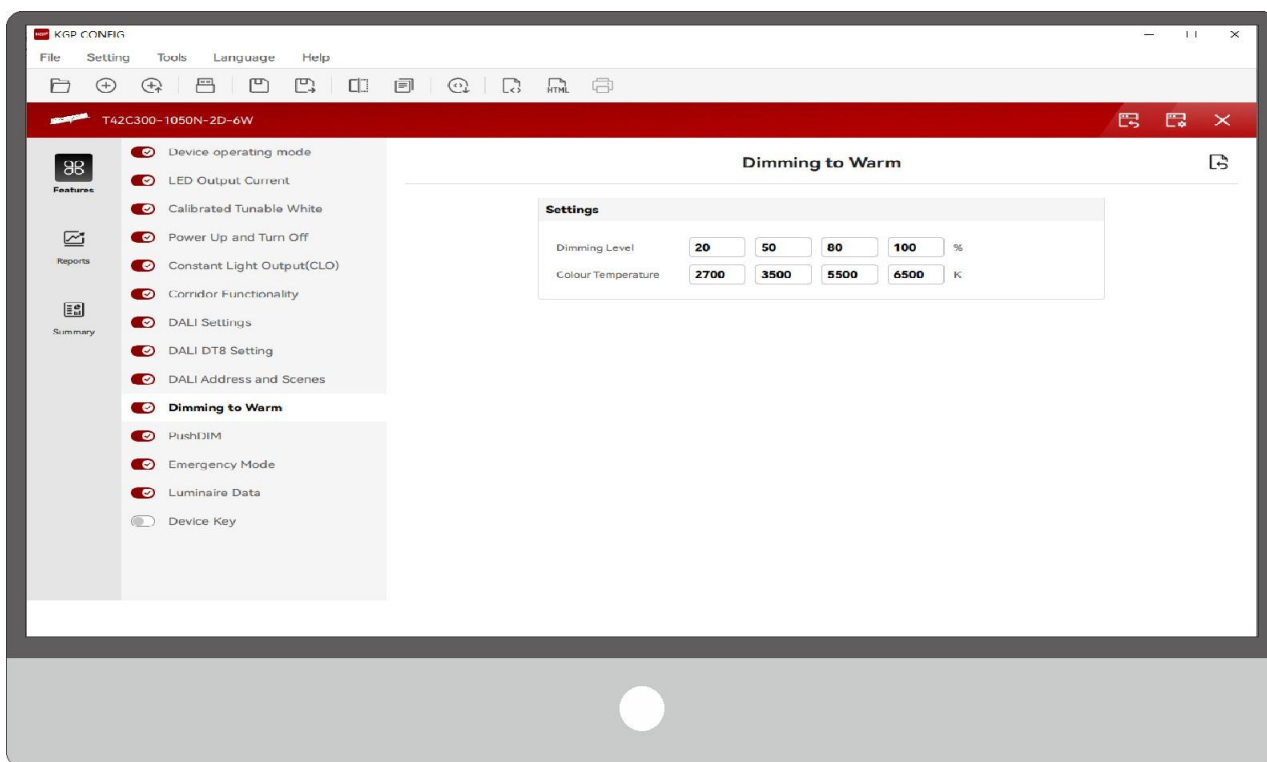 KGP CONFIG
File Setting Tools Language Help
HTML
T42C300-1050N-2D-6W
Features
Reports
Summary
Device operating mode
LED Output Current
Calibrated Tunable White
Power Up and Turn Off
Constant Light Output(CLO)
Corridor Functionality
DALI Settings
DALI DT8 Setting
DALI Address and Scenes
Dimming to Warm
PushDIM
Emergency Mode
Luminaire Data
Device Key
Dimming to Warm
Settings
Dimming Level 20 50 80 100 %
Colour Temperature 2700 3500 5500 6500 K